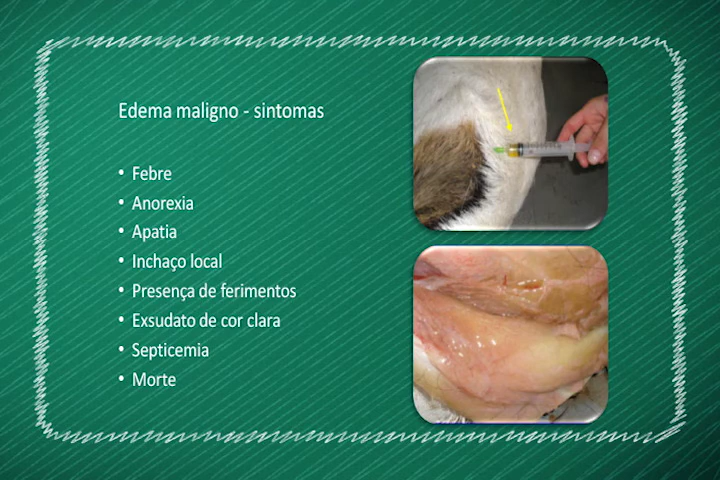 Edema maligno - sintomas
• Febre
• Anorexia
• Apatia
• Inchaço local
• Presença de ferimentos
• Exsudato de cor clara
• Septicemia
• Morte